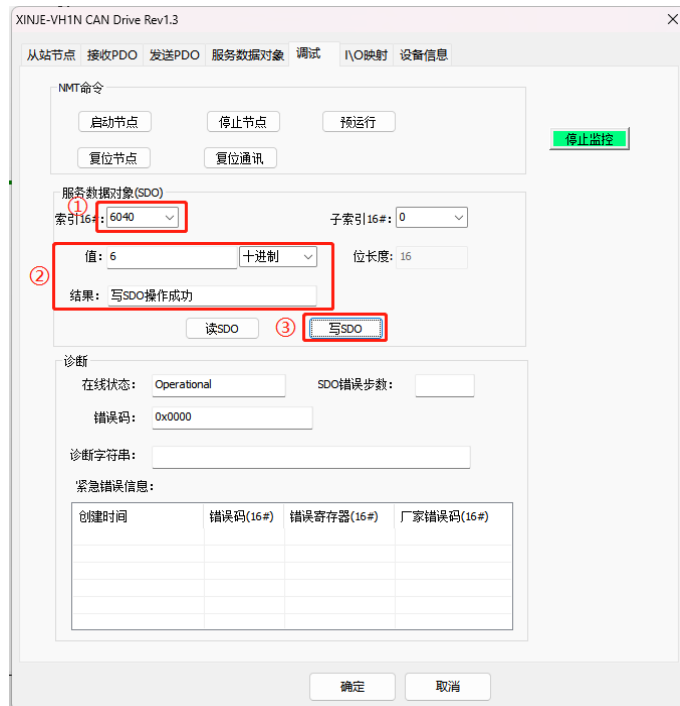 XINJE-VH1N CAN Drive Rev1.3
从站节点 接收PDO 发送PDO 服务数据对象 调试 I\O映射 设备信息
NMT命令
启动节点 停止节点 预运行
停止监控
复位节点 复位通讯
服务数据对象(SDO)
①
索引16#: 6040 子索引16#: 0
② 值: 6 十进制 位长度: 16
结果: 写SDO操作成功
读SDO ③ 写SDO
诊断
在线状态: Operational SDO错误步数:
错误码: 0x0000
诊断字符串:
紧急错误信息:
创建时间 错误码(16#) 错误寄存器(16#) 厂家错误码(16#)
确定 取消